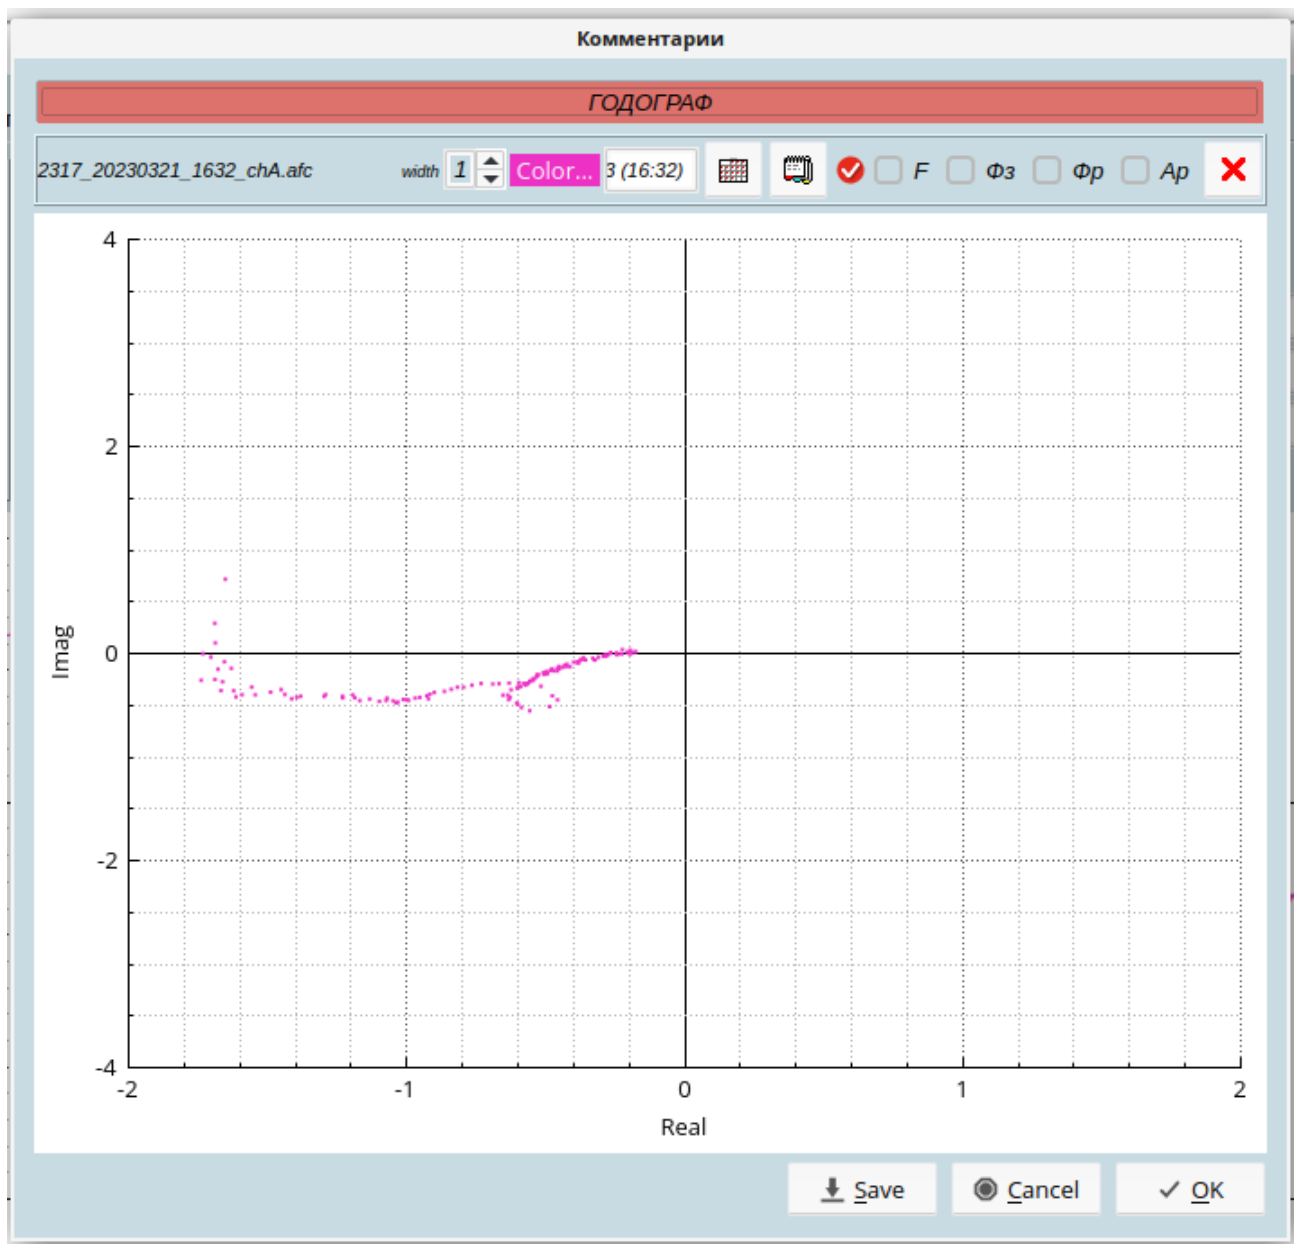 Комментарии
ГОДОГРАФ
2317_20230321_1632_chA.afc width 1 Color... 3 (16:32) F Фз Фр Ар
4
2
0
-2
-4
Imag
-2 -1 0 1 2
Real
Save Cancel OK